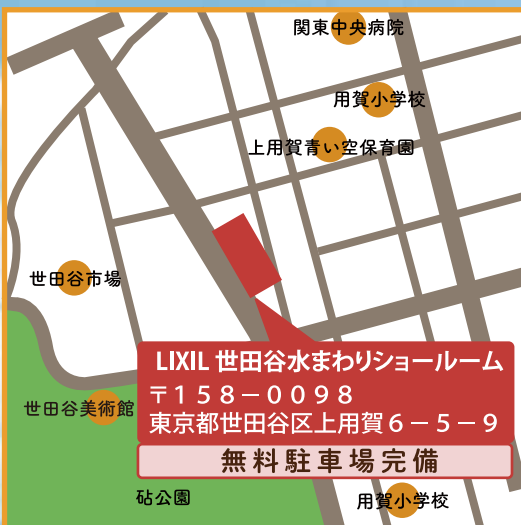 関東中央病院
用賀小学校
上用賀青い空保育園
世田谷市場
LIXIL 世田谷水まわりショールーム
〒１５８－００９８
東京都世田谷区上用賀６－５－９
世田谷美術館
無料駐車場完備
砧公園
用賀小学校